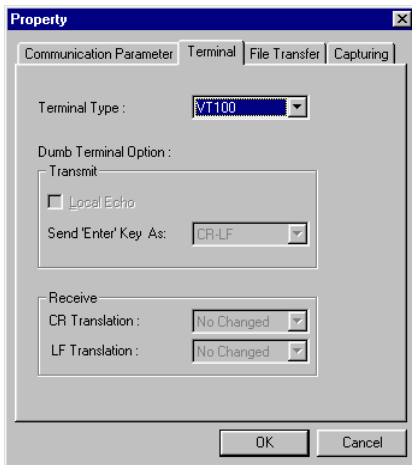 Property
Communication Parameter Terminal File Transfer Capturing
Terminal Type : VT100
Dumb Terminal Option :
Transmit
Local Echo
Send 'Enter' Key As: CR-LF
Receive
CR Translation : No Changed
LF Translation : No Changed
OK Cancel